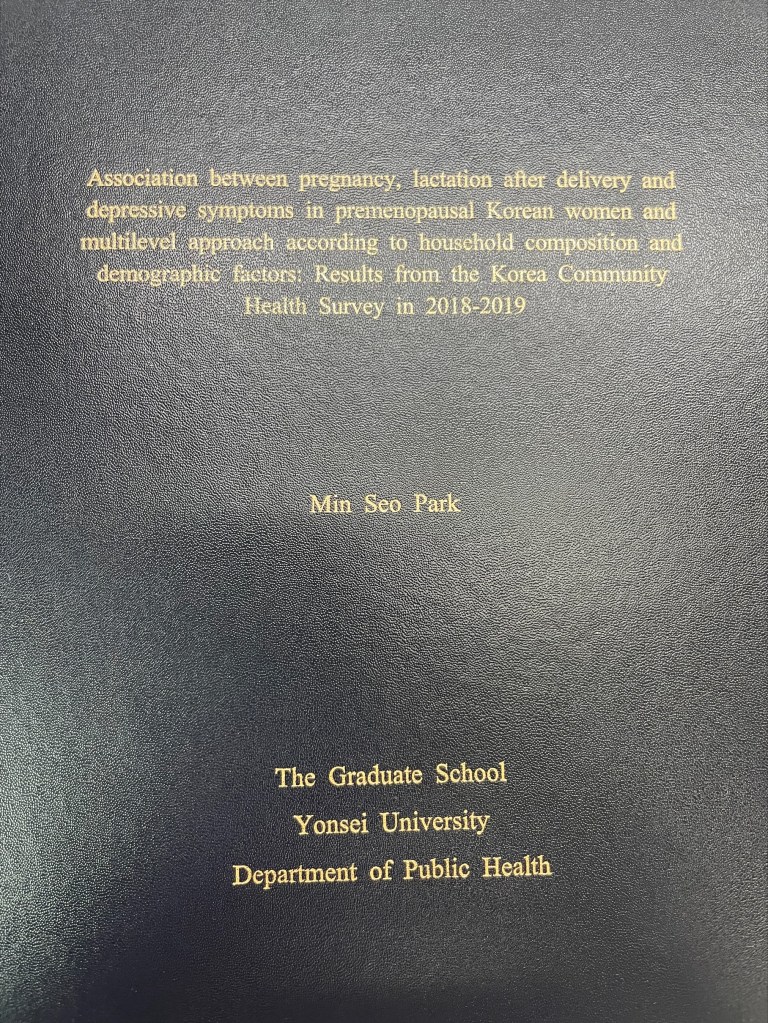 Association between pregnancy, lactation after delivery and
depressive symptoms in premenopausal Korean women and
multilevel approach according to household composition and
demographic factors: Results from the Korea Community
Health Survey in 2018-2019
Min Seo Park
The Graduate School
Yonsei University
Department of Public Health